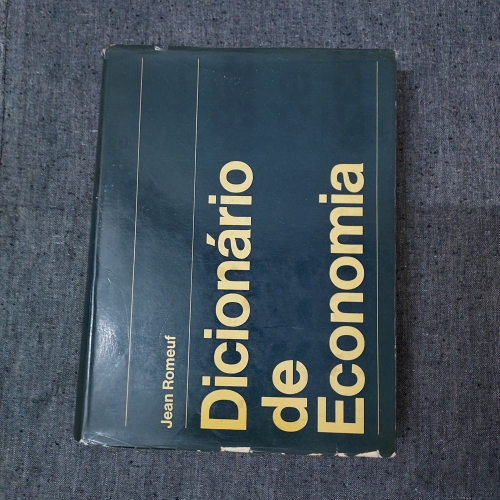 Jean Romeuf
Dicionário
de
Economia